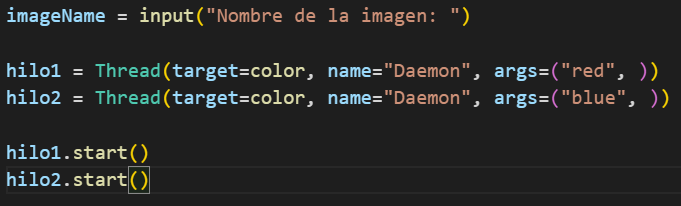 imageName = input("Nombre de la imagen: ")
hilo1 = Thread(target=color, name="Daemon", args=("red", ))
hilo2 = Thread(target=color, name="Daemon", args=("blue", ))
hilo1.start()
hilo2.start()